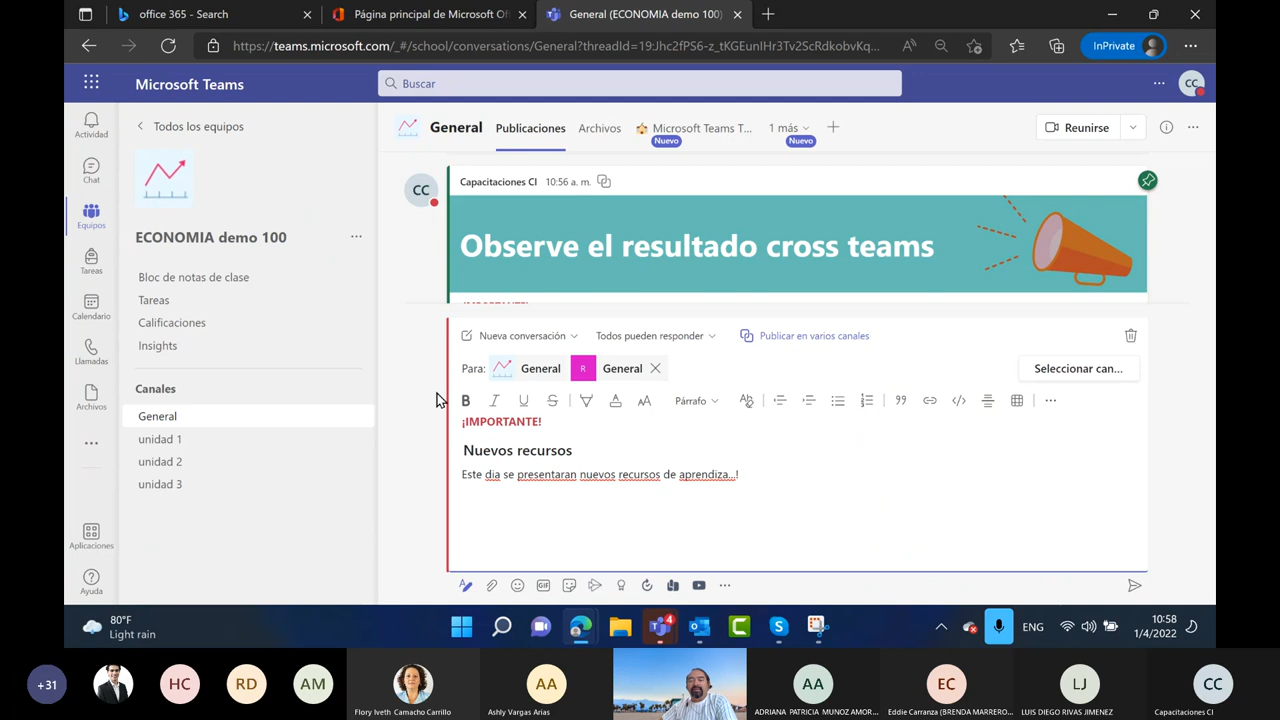 office 365 - Search
Página principal de Microsoft Of
General (ECONOMIA demo 100)
https://teams.microsoft.com/_#/school/conversations/General?threadId=19:Jhc2fPS6-z_tKGEunIHr3Tv2ScRdkobvKq...
InPrivate
Microsoft Teams
Buscar
CC
Actividad
Chat
Equipos
Tareas
Calendario
Llamadas
Archivos
Aplicaciones
Ayuda
Todos los equipos
ECONOMIA demo 100
Bloc de notas de clase
Tareas
Calificaciones
Insights
Canales
General
unidad 1
unidad 2
unidad 3
General
Publicaciones
Archivos
Microsoft Teams T...
Nuevo
1 más
Nuevo
Reunirse
CC
Capacitaciones CI 10:56 a. m.
Observe el resultado cross teams
Nueva conversación
Todos pueden responder
Publicar en varios canales
Para:
General
R
General
Seleccionar can...
B
Párrafo
¡IMPORTANTE!
Nuevos recursos
Este dia se presentaran nuevos recursos de aprendiza...!
GIF
80°F
Light rain
4
ENG
10:58
1/4/2022
+31
HC
RD
AM
Flory Iveth Camacho Carrillo
AA
Ashly Vargas Arias
AA
ADRIANA PATRICIA MUNOZ AMOR...
EC
Eddie Carranza (BRENDA MARRERO...
LJ
LUIS DIEGO RIVAS JIMENEZ
CC
Capacitaciones CI